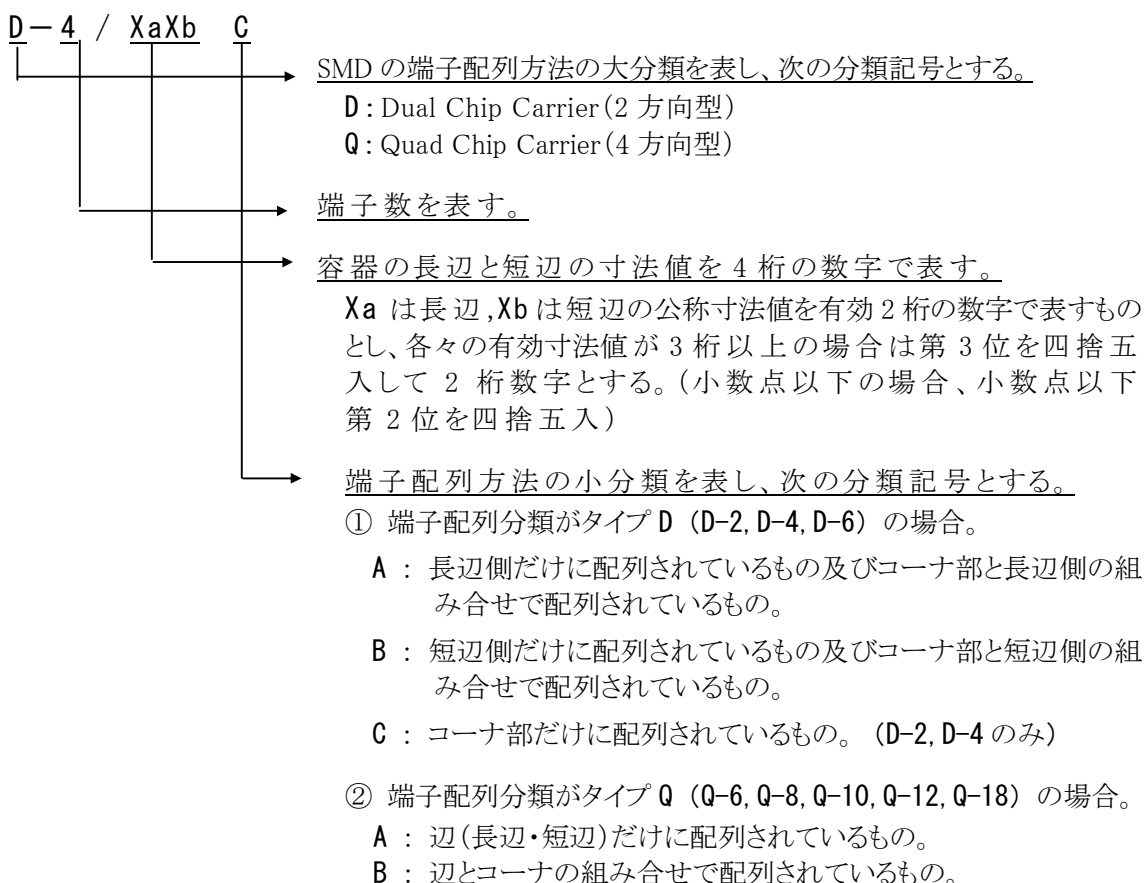 D－4 / XaXb C
SMD の端子配列方法の大分類を表し、次の分類記号とする。
D：Dual Chip Carrier（2 方向型）
Q：Quad Chip Carrier（4 方向型）
端子数を表す。
容器の長辺と短辺の寸法値を 4 桁の数字で表す。
Xa は長辺,Xb は短辺の公称寸法値を有効 2 桁の数字で表すもの
とし、各々の有効寸法値が 3 桁以上の場合は第 3 位を四捨五
入して 2 桁数字とする。（小数点以下の場合、小数点以下
第 2 位を四捨五入）
端子配列方法の小分類を表し、次の分類記号とする。
① 端子配列分類がタイプ D (D-2,D-4,D-6) の場合。
A ： 長辺側だけに配列されているもの及びコーナ部と長辺側の組
み合せで配列されているもの。
B ： 短辺側だけに配列されているもの及びコーナ部と短辺側の組
み合せで配列されているもの。
C ： コーナ部だけに配列されているもの。（D-2,D-4 のみ）
② 端子配列分類がタイプ Q (Q-6,Q-8,Q-10,Q-12,Q-18) の場合。
A ： 辺（長辺・短辺）だけに配列されているもの。
B ： 辺とコーナの組み合せで配列されているもの。